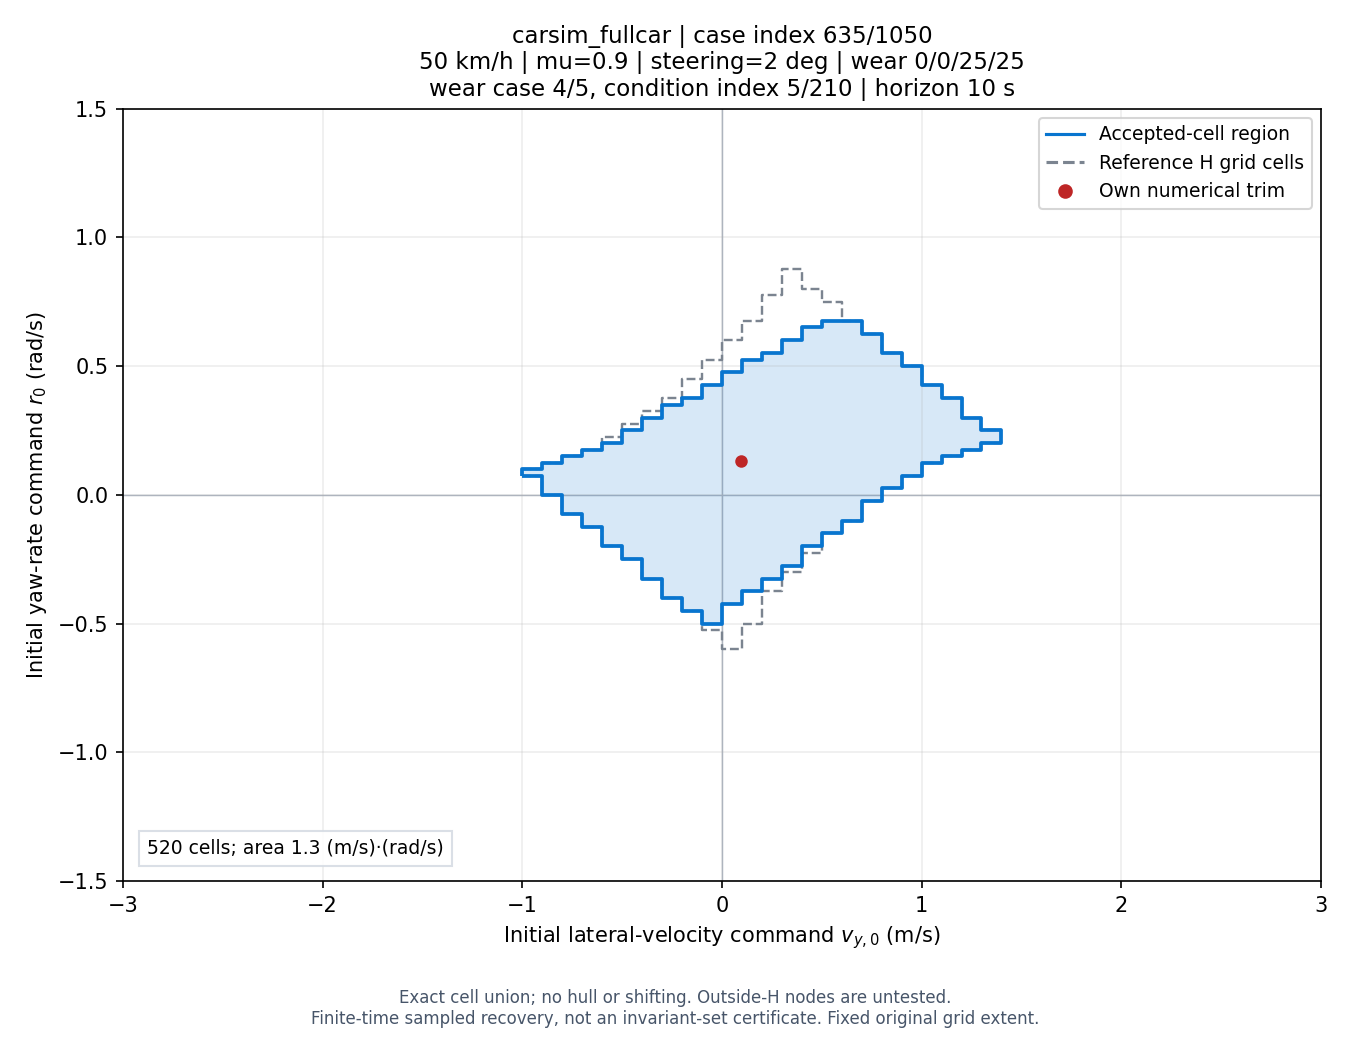 carsim_fullcar | case index 635/1050
50 km/h | mu=0.9 | steering=2 deg | wear 0/0/25/25
wear case 4/5, condition index 5/210 | horizon 10 s
Accepted-cell region
Reference H grid cells
Own numerical trim
1.5
1.0
0.5
0.0
−0.5
−1.0
−1.5
Initial yaw-rate command r0 (rad/s)
520 cells; area 1.3 (m/s)·(rad/s)
−3
−2
−1
0
1
2
3
Initial lateral-velocity command vy,0 (m/s)
Exact cell union; no hull or shifting. Outside-H nodes are untested.
Finite-time sampled recovery, not an invariant-set certificate. Fixed original grid extent.